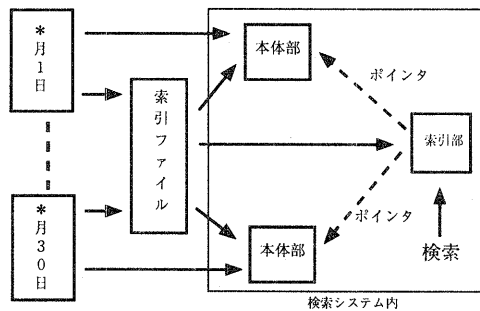 *月1日
*月30日
索引ファイル
本体部
ポインタ
索引部
ポインタ
本体部
検索
検索システム内